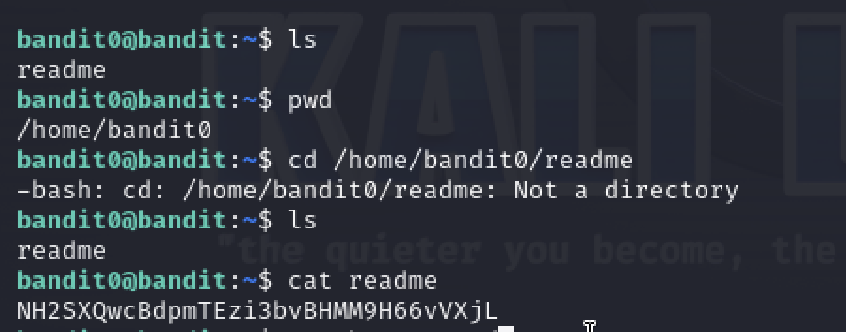 KALI
bandit0@bandit:~$ ls
readme
bandit0@bandit:~$ pwd
/home/bandit0
bandit0@bandit:~$ cd /home/bandit0/readme
-bash: cd: /home/bandit0/readme: Not a directory
bandit0@bandit:~$ ls
readme
"the quieter you become, the
bandit0@bandit:~$ cat readme
NH2SXQwcBdpmTEzi3bvBHMM9H66vVXjL